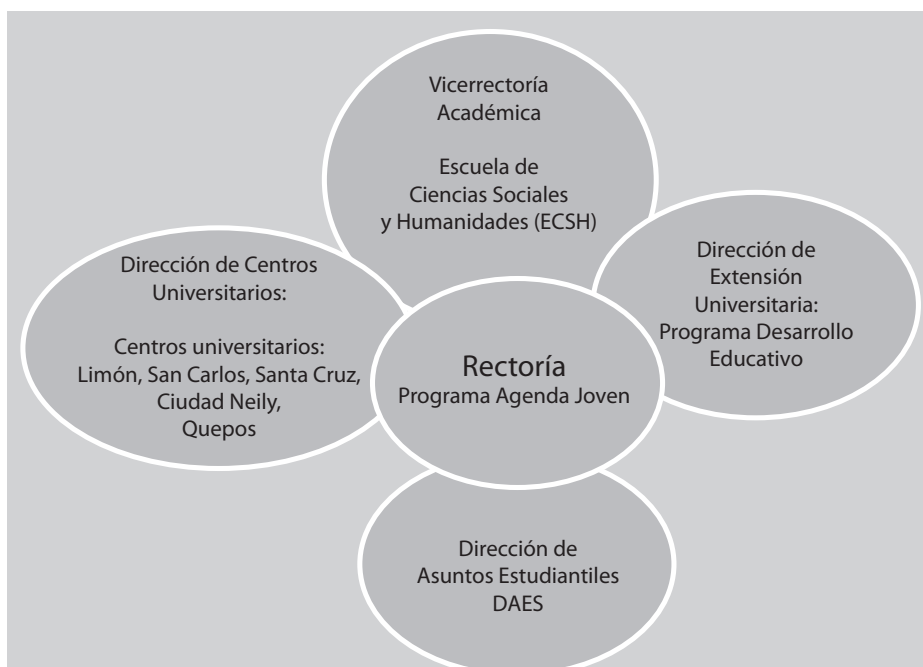 Vicerrectoría
Académica
Escuela de
Ciencias Sociales
y Humanidades (ECSH)
Dirección de Centros
Universitarios:
Centros universitarios:
Limón, San Carlos, Santa Cruz,
Ciudad Neily,
Quepos
Dirección de
Extensión
Universitaria:
Programa Desarrollo
Educativo
Rectoría
Programa Agenda Joven
Dirección de
Asuntos Estudiantiles
DAES